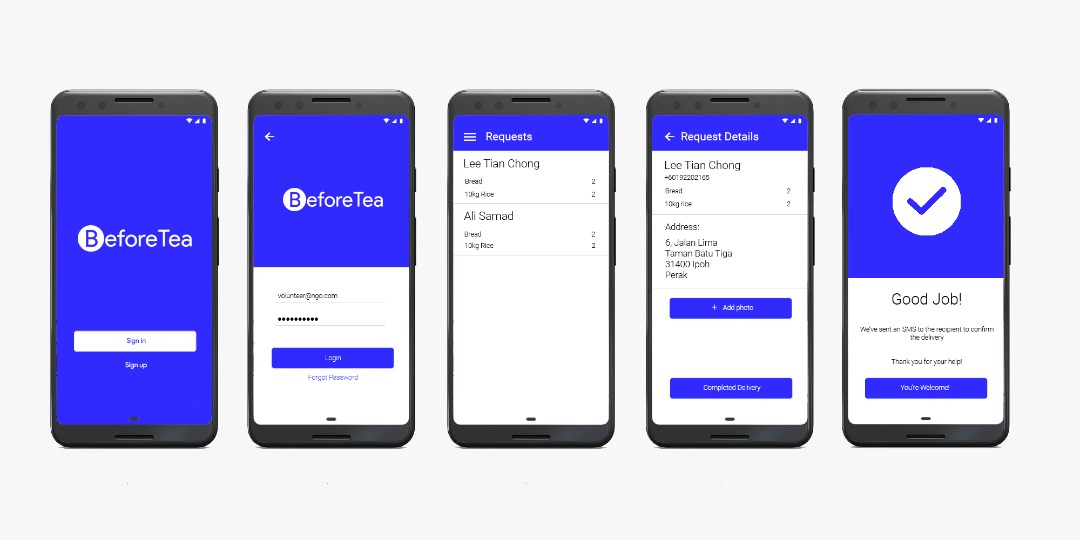 BeforeTea
Sign in
Sign up
BeforeTea
volunteer@ngo.com
Login
Forgot Password
Requests
Lee Tian Chong
Bread 2
10kg Rice 2
Ali Samad
Bread 2
10kg Rice 2
Request Details
Lee Tian Chong
+60192202165
Bread 2
10kg rice 2
Address:
6, Jalan Lima
Taman Batu Tiga
31400 Ipoh
Perak
+ Add photo
Completed Delivery
Good Job!
We've sent an SMS to the recipient to confirm
the delivery
Thank you for your help!
You're Welcome!